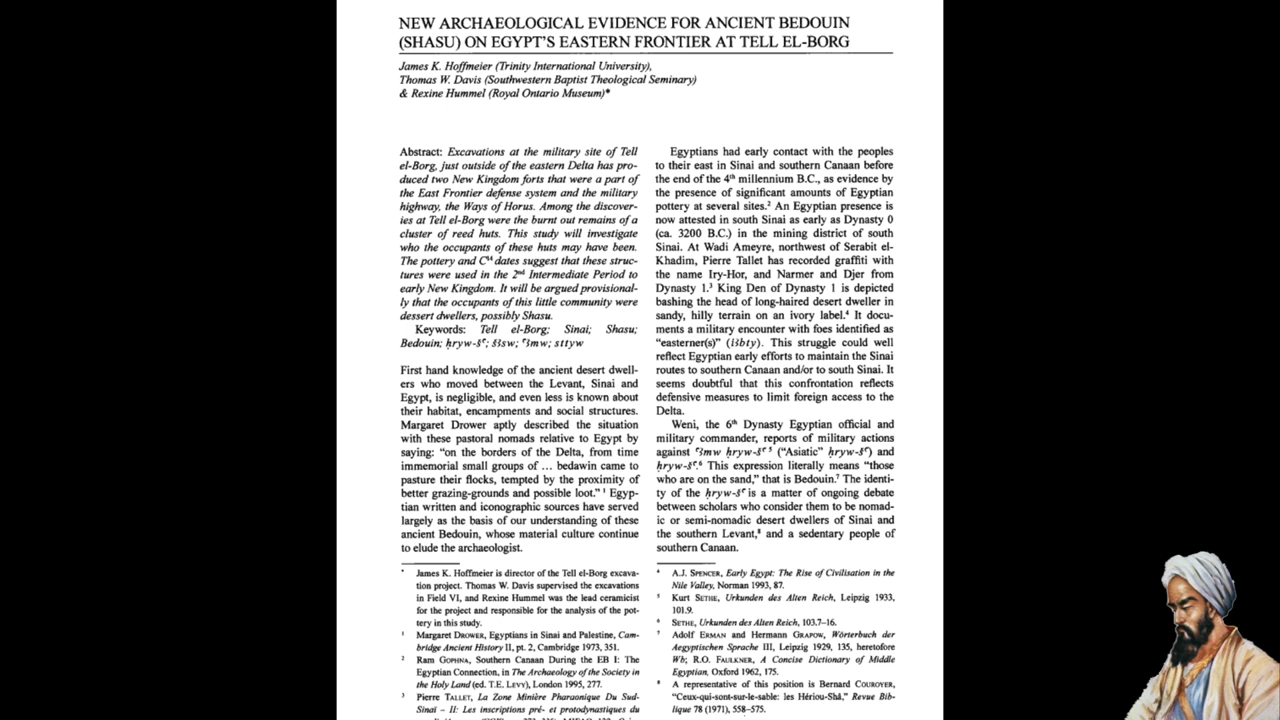 NEW ARCHAEOLOGICAL EVIDENCE FOR ANCIENT BEDOUIN
(SHASU) ON EGYPT'S EASTERN FRONTIER AT TELL EL-BORG
James K. Hoffmeier (Trinity International University),
Thomas W. Davis (Southwestern Baptist Theological Seminary)
& Rexine Hummel (Royal Ontario Museum)*
Abstract: Excavations at the military site of Tell
el-Borg, just outside of the eastern Delta has pro-
duced two New Kingdom forts that were a part of
the East Frontier defense system and the military
highway, the Ways of Horus. Among the discover-
ies at Tell el-Borg were the burnt out remains of a
cluster of reed huts. This study will investigate
who the occupants of these huts may have been.
The pottery and C¹⁴ dates suggest that these struc-
tures were used in the 2ⁿᵈ Intermediate Period to
early New Kingdom. It will be argued provisional-
ly that the occupants of this little community were
dessert dwellers, possibly Shasu.
Keywords: Tell el-Borg; Sinai; Shasu;
Bedouin; ḥryw-šꜥ; šꜣsw; ꜥꜣmw; sttyw
First hand knowledge of the ancient desert dwell-
ers who moved between the Levant, Sinai and
Egypt, is negligible, and even less is known about
their habitat, encampments and social structures.
Margaret Drower aptly described the situation
with these pastoral nomads relative to Egypt by
saying: “on the borders of the Delta, from time
immemorial small groups of ... bedawin came to
pasture their flocks, tempted by the proximity of
better grazing-grounds and possible loot.” ¹ Egyp-
tian written and iconographic sources have served
largely as the basis of our understanding of these
ancient Bedouin, whose material culture continue
to elude the archaeologist.
* James K. Hoffmeier is director of the Tell el-Borg excava-
tion project. Thomas W. Davis supervised the excavations
in Field VI, and Rexine Hummel was the lead ceramicist
for the project and responsible for the analysis of the pot-
tery in this study.
¹ Margaret DROWER, Egyptians in Sinai and Palestine, Cam-
bridge Ancient History II, pt. 2, Cambridge 1973, 351.
² Ram GOPHNA, Southern Canaan During the EB I: The
Egyptian Connection, in The Archaeology of the Society in
the Holy Land (ed. T.E. LEVY), London 1995, 277.
³ Pierre TALLET, La Zone Minière Pharaonique Du Sud-
Sinaï – II: Les inscriptions pré- et protodynastiques du
Egyptians had early contact with the peoples
to their east in Sinai and southern Canaan before
the end of the 4ᵗʰ millennium B.C., as evidence by
the presence of significant amounts of Egyptian
pottery at several sites.² An Egyptian presence is
now attested in south Sinai as early as Dynasty 0
(ca. 3200 B.C.) in the mining district of south
Sinai. At Wadi Ameyre, northwest of Serabit el-
Khadim, Pierre Tallet has recorded graffiti with
the name Iry-Hor, and Narmer and Djer from
Dynasty 1.³ King Den of Dynasty 1 is depicted
bashing the head of long-haired desert dweller in
sandy, hilly terrain on an ivory label.⁴ It docu-
ments a military encounter with foes identified as
“easterner(s)” (iꜣbty). This struggle could well
reflect Egyptian early efforts to maintain the Sinai
routes to southern Canaan and/or to south Sinai. It
seems doubtful that this confrontation reflects
defensive measures to limit foreign access to the
Delta.
Weni, the 6ᵗʰ Dynasty Egyptian official and
military commander, reports of military actions
against ꜥꜣmw ḥryw-šꜥ ⁵ (“Asiatic” ḥryw-šꜥ) and
ḥryw-šꜥ.⁶ This expression literally means “those
who are on the sand,” that is Bedouin.⁷ The identi-
ty of the ḥryw-šꜥ is a matter of ongoing debate
between scholars who consider them to be nomad-
ic or semi-nomadic desert dwellers of Sinai and
the southern Levant,⁸ and a sedentary people of
southern Canaan.
⁴ A.J. SPENCER, Early Egypt: The Rise of Civilisation in the
Nile Valley, Norman 1993, 87.
⁵ Kurt SETHE, Urkunden des Alten Reich, Leipzig 1933,
101.9.
⁶ SETHE, Urkunden des Alten Reich, 103.7–16.
⁷ Adolf ERMAN and Hermann GRAPOW, Wörterbuch der
Aegyptischen Sprache III, Leipzig 1929, 135, heretofore
Wb; R.O. FAULKNER, A Concise Dictionary of Middle
Egyptian, Oxford 1962, 175.
⁸ A representative of this position is Bernard COUROYER,
“Ceux-qui-sont-sur-le-sable: les Hériou-Shâ,” Revue Bib-
lique 78 (1971), 558–575.